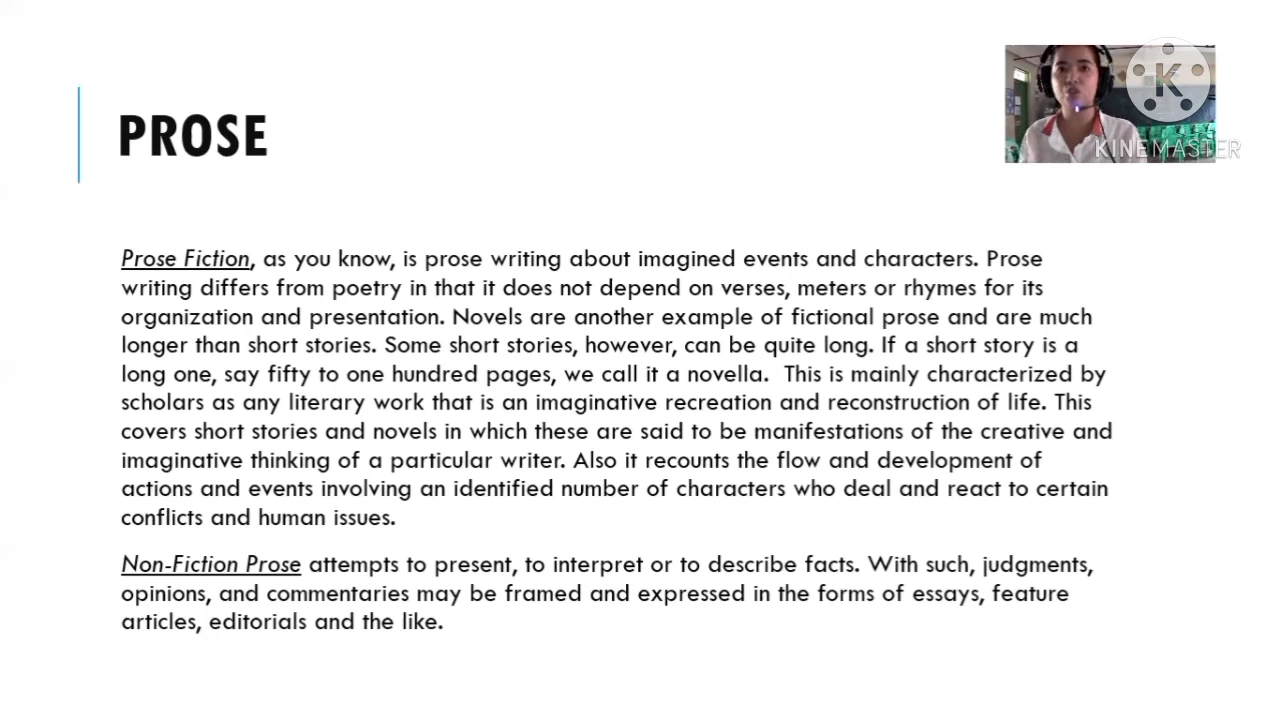 PROSE
K
KINEMASTER
Prose Fiction, as you know, is prose writing about imagined events and characters. Prose
writing differs from poetry in that it does not depend on verses, meters or rhymes for its
organization and presentation. Novels are another example of fictional prose and are much
longer than short stories. Some short stories, however, can be quite long. If a short story is a
long one, say fifty to one hundred pages, we call it a novella.  This is mainly characterized by
scholars as any literary work that is an imaginative recreation and reconstruction of life. This
covers short stories and novels in which these are said to be manifestations of the creative and
imaginative thinking of a particular writer. Also it recounts the flow and development of
actions and events involving an identified number of characters who deal and react to certain
conflicts and human issues.
Non-Fiction Prose attempts to present, to interpret or to describe facts. With such, judgments,
opinions, and commentaries may be framed and expressed in the forms of essays, feature
articles, editorials and the like.